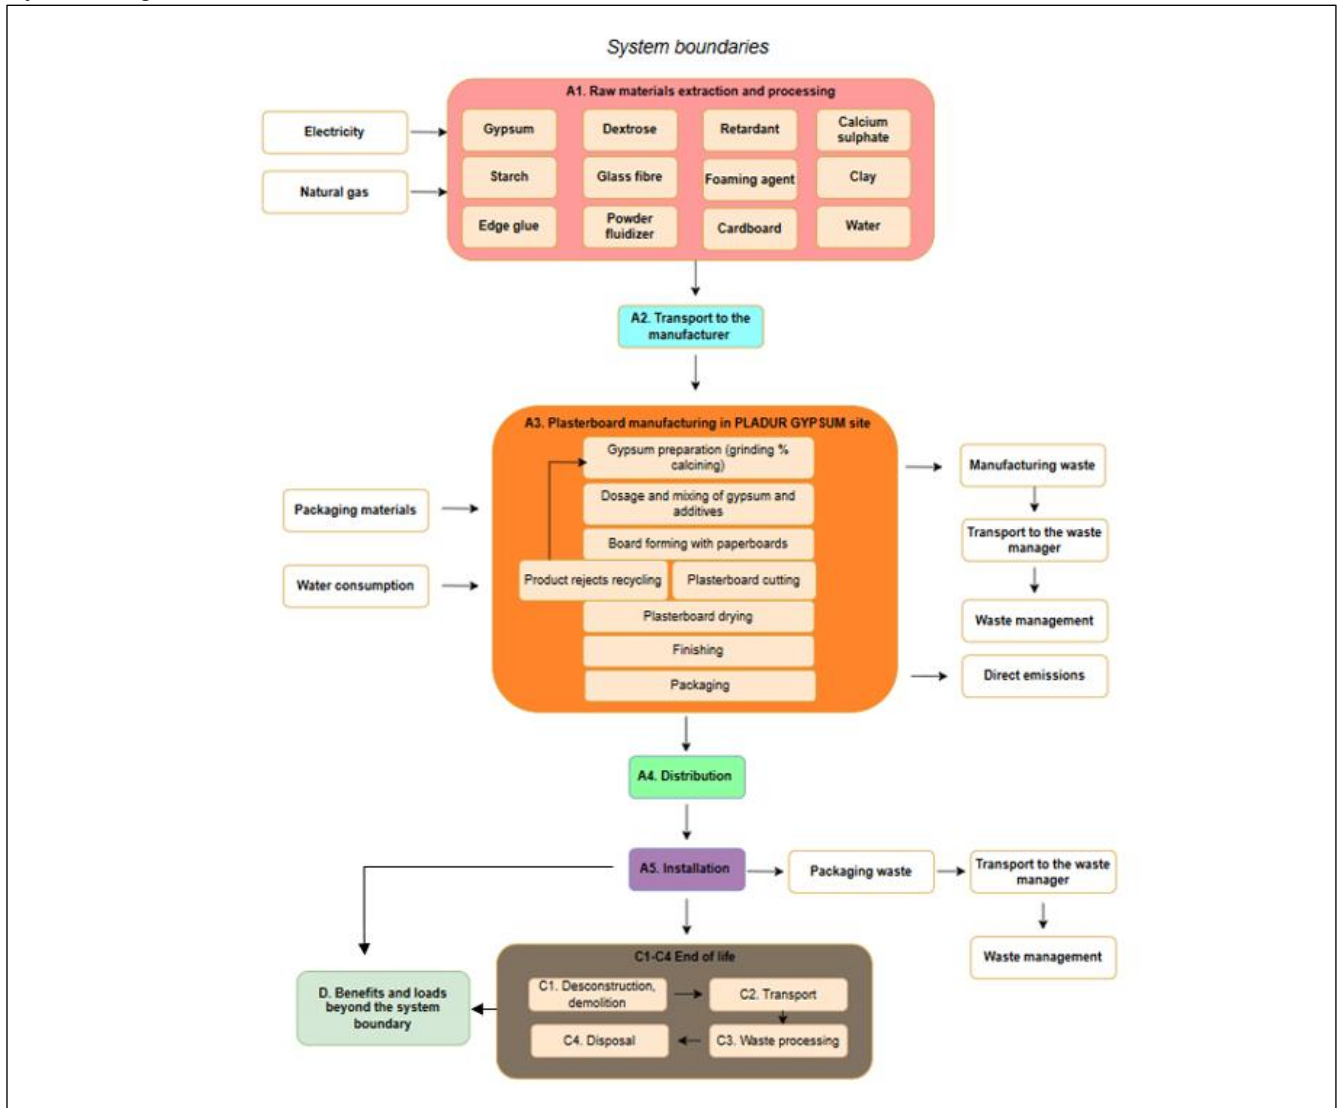 System boundaries
A1. Raw materials extraction and processing
Electricity
Natural gas
Gypsum
Dextrose
Retardant
Calcium
sulphate
Starch
Glass fibre
Foaming agent
Clay
Edge glue
Powder
fluidizer
Cardboard
Water
A2. Transport to the
manufacturer
A3. Plasterboard manufacturing in PLADUR GYPSUM site
Gypsum preparation (grinding %
calcining)
Dosage and mixing of gypsum and
additives
Board forming with paperboards
Product rejects recycling
Plasterboard cutting
Plasterboard drying
Finishing
Packaging
Packaging materials
Water consumption
Manufacturing waste
Transport to the waste
manager
Waste management
Direct emissions
A4. Distribution
A5. Installation
Packaging waste
Transport to the waste
manager
Waste management
C1-C4 End of life
C1. Desconstruction,
demolition
C2. Transport
C4. Disposal
C3. Waste processing
D. Benefits and loads
beyond the system
boundary